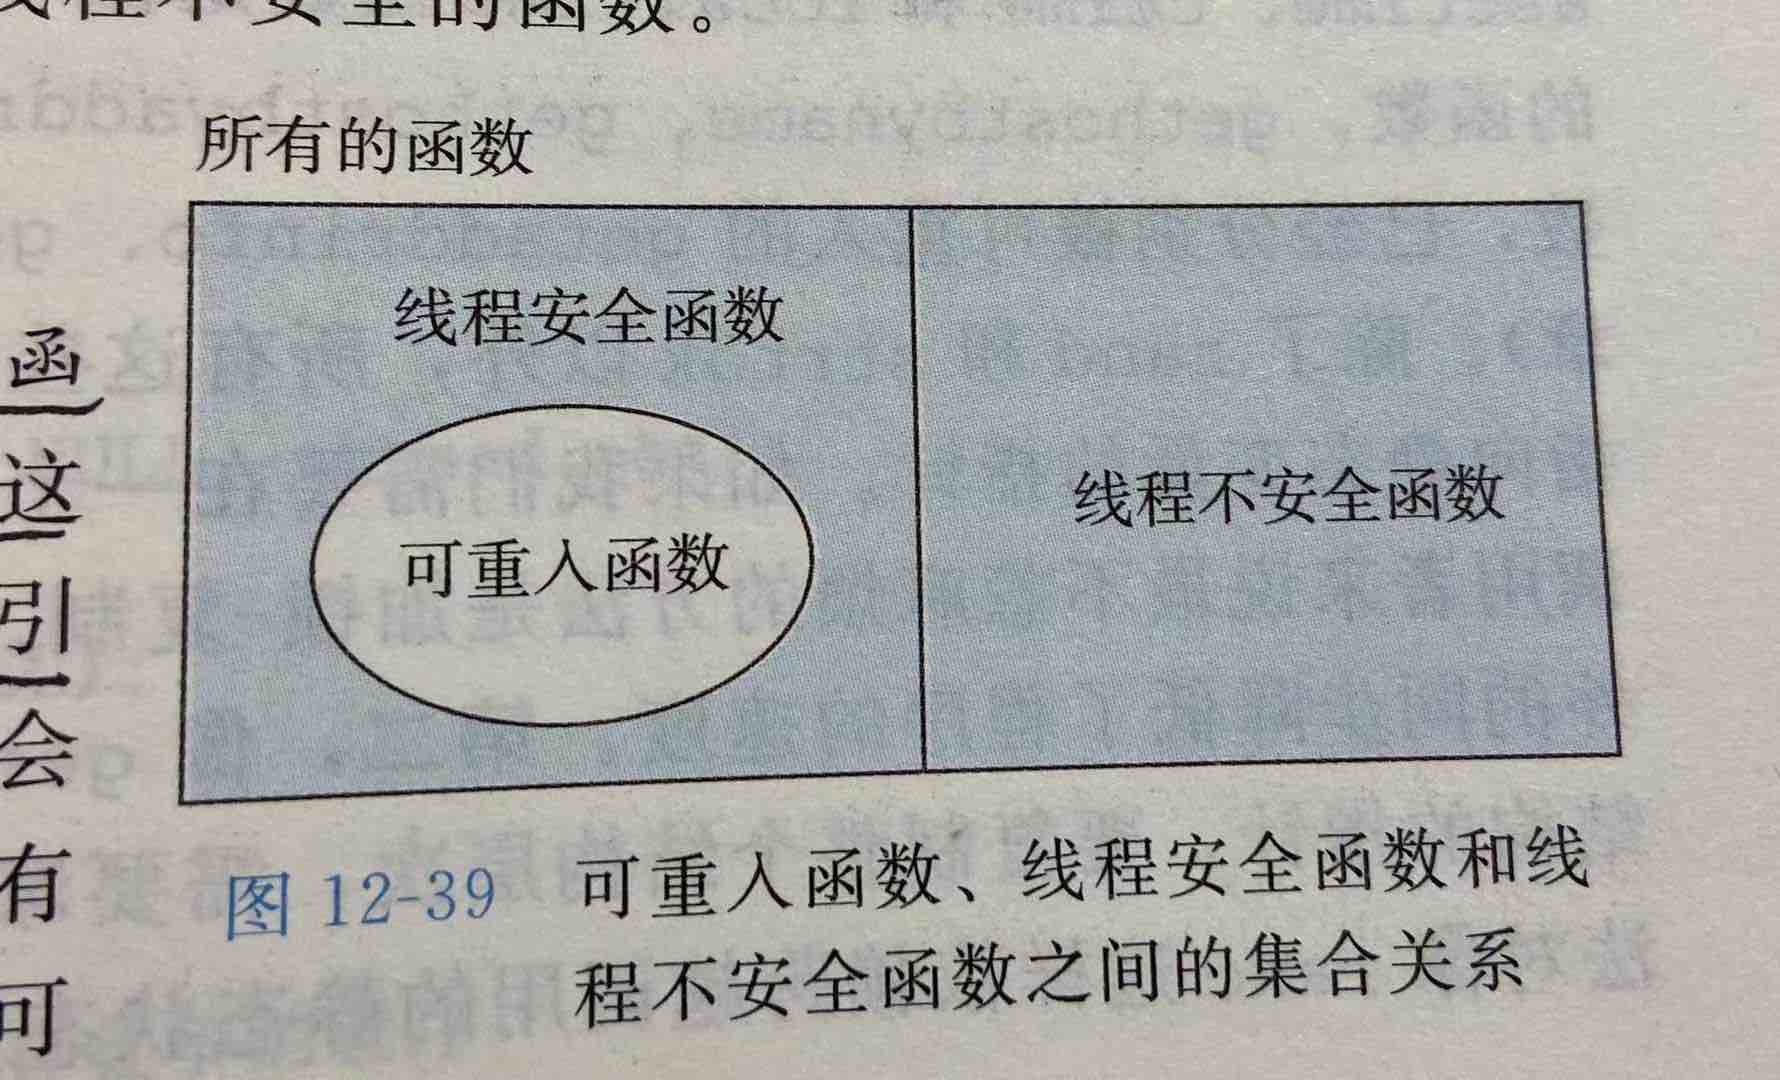 线程不安全的函数。
所有的函数
线程安全函数
可重入函数
线程不安全函数
函
这
引
会
有
可
图 12-39 可重入函数、线程安全函数和线
程不安全函数之间的集合关系